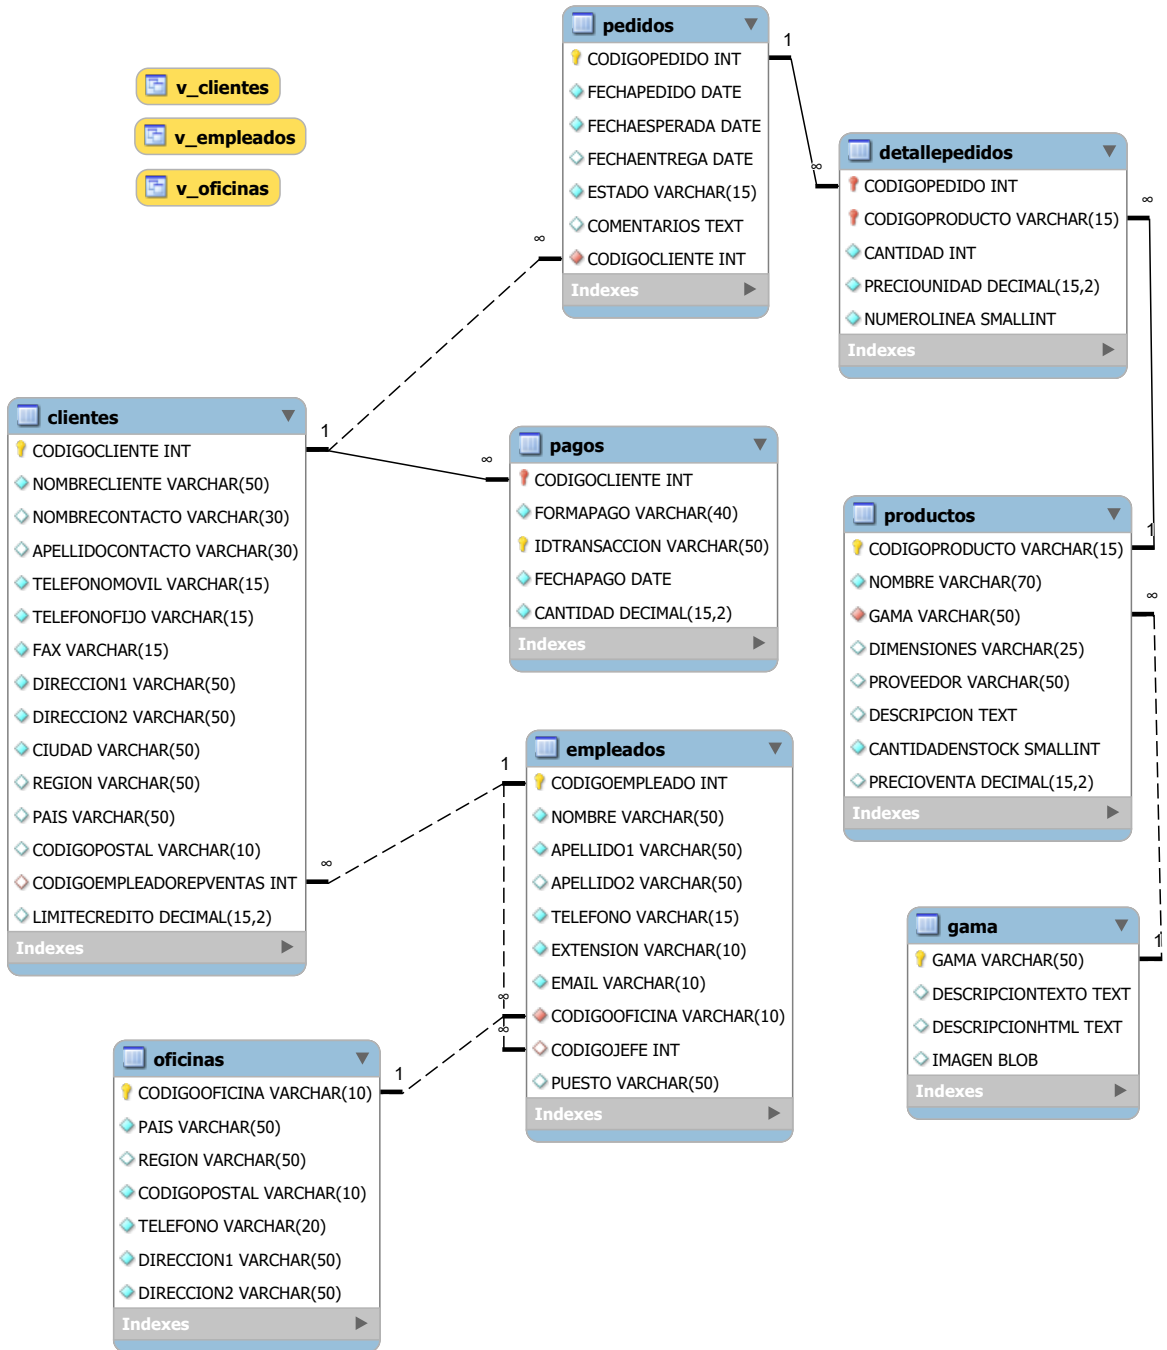 v_clientes
v_empleados
v_oficinas
pedidos
CODIGOPEDIDO INT
FECHAPEDIDO DATE
FECHAESPERADA DATE
FECHAENTREGA DATE
ESTADO VARCHAR(15)
COMENTARIOS TEXT
CODIGOCLIENTE INT
Indexes
1
∞
detallepedidos
CODIGOPEDIDO INT
CODIGOPRODUCTO VARCHAR(15)
CANTIDAD INT
PRECIOUNIDAD DECIMAL(15,2)
NUMEROLINEA SMALLINT
Indexes
∞
∞
clientes
CODIGOCLIENTE INT
NOMBRECLIENTE VARCHAR(50)
NOMBRECONTACTO VARCHAR(30)
APELLIDOCONTACTO VARCHAR(30)
TELEFONOMOVIL VARCHAR(15)
TELEFONOFIJO VARCHAR(15)
FAX VARCHAR(15)
DIRECCION1 VARCHAR(50)
DIRECCION2 VARCHAR(50)
CIUDAD VARCHAR(50)
REGION VARCHAR(50)
PAIS VARCHAR(50)
CODIGOPOSTAL VARCHAR(10)
CODIGOEMPLEADOREPVENTAS INT
LIMITECREDITO DECIMAL(15,2)
Indexes
1
∞
pagos
CODIGOCLIENTE INT
FORMAPAGO VARCHAR(40)
IDTRANSACCION VARCHAR(50)
FECHAPAGO DATE
CANTIDAD DECIMAL(15,2)
Indexes
∞
productos
CODIGOPRODUCTO VARCHAR(15)
NOMBRE VARCHAR(70)
GAMA VARCHAR(50)
DIMENSIONES VARCHAR(25)
PROVEEDOR VARCHAR(50)
DESCRIPCION TEXT
CANTIDADENSTOCK SMALLINT
PRECIOVENTA DECIMAL(15,2)
Indexes
1
∞
empleados
CODIGOEMPLEADO INT
NOMBRE VARCHAR(50)
APELLIDO1 VARCHAR(50)
APELLIDO2 VARCHAR(50)
TELEFONO VARCHAR(15)
EXTENSION VARCHAR(10)
EMAIL VARCHAR(10)
CODIGOOFICINA VARCHAR(10)
CODIGOJEFE INT
PUESTO VARCHAR(50)
Indexes
1
∞
∞
gama
GAMA VARCHAR(50)
DESCRIPCIONTEXTO TEXT
DESCRIPCIONHTML TEXT
IMAGEN BLOB
Indexes
1
oficinas
CODIGOOFICINA VARCHAR(10)
PAIS VARCHAR(50)
REGION VARCHAR(50)
CODIGOPOSTAL VARCHAR(10)
TELEFONO VARCHAR(20)
DIRECCION1 VARCHAR(50)
DIRECCION2 VARCHAR(50)
Indexes
1